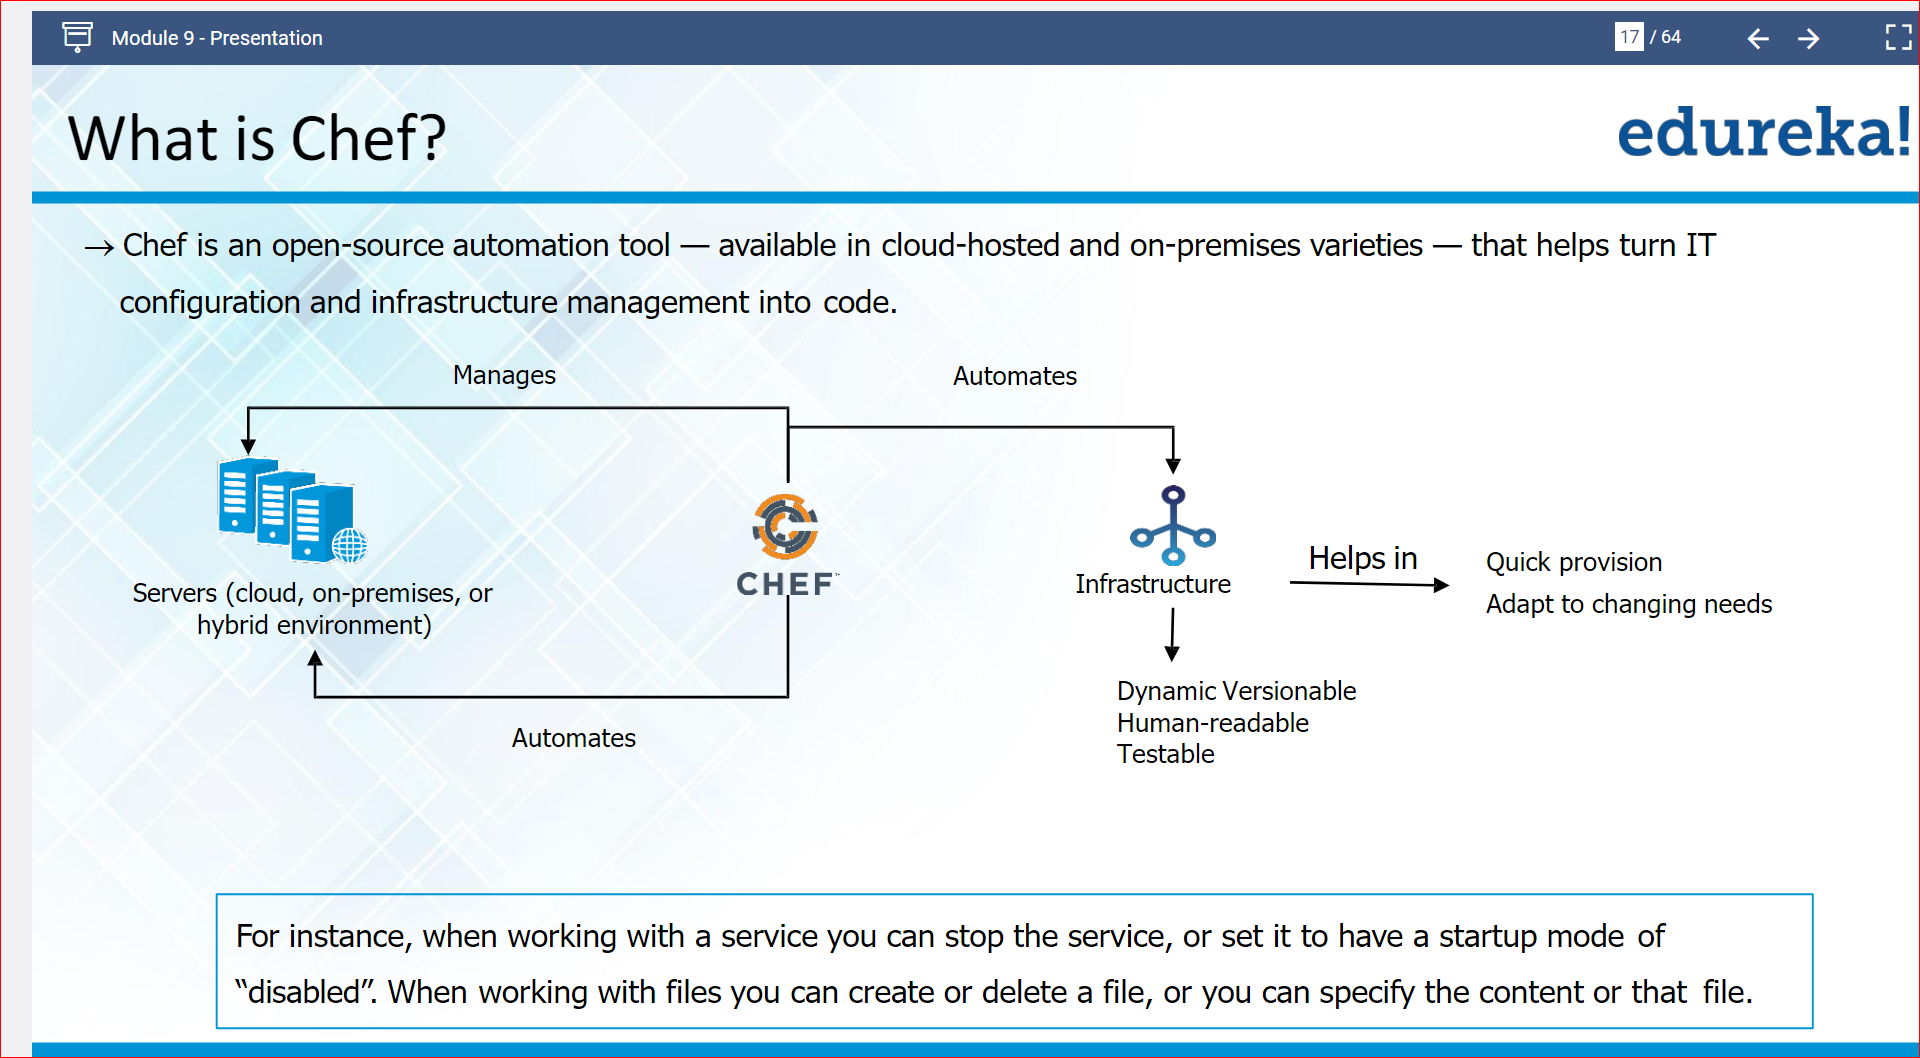 Module 9 - Presentation
17 / 64
What is Chef?
edureka!
→ Chef is an open-source automation tool — available in cloud-hosted and on-premises varieties — that helps turn IT
configuration and infrastructure management into code.
Manages
Automates
CHEF™
Servers (cloud, on-premises, or
hybrid environment)
Infrastructure
Helps in
Quick provision
Adapt to changing needs
Automates
Dynamic Versionable
Human-readable
Testable
For instance, when working with a service you can stop the service, or set it to have a startup mode of
“disabled”. When working with files you can create or delete a file, or you can specify the content or that file.